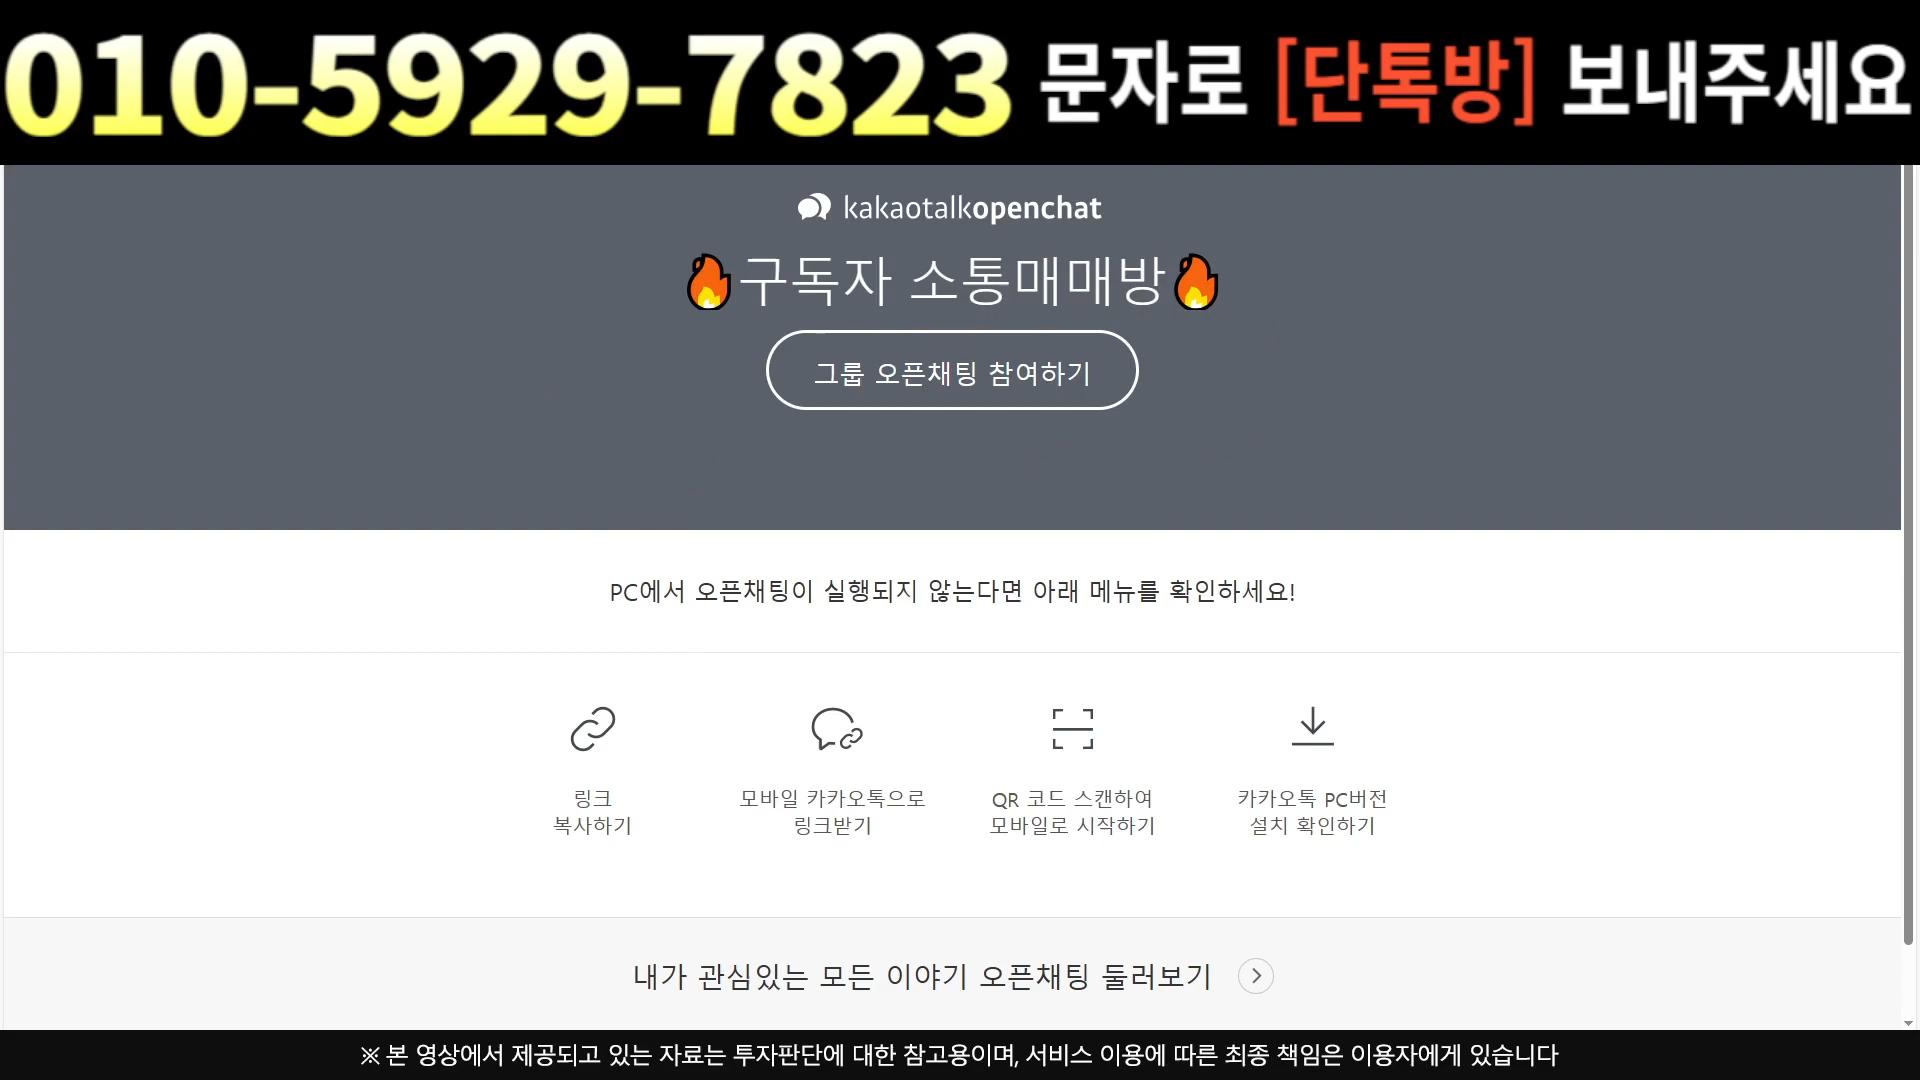 010-5929-7823 문자로 [단톡방] 보내주세요
kakaotalkopenchat
🔥구독자 소통매매방🔥
그룹 오픈채팅 참여하기
PC에서 오픈채팅이 실행되지 않는다면 아래 메뉴를 확인하세요!
링크
복사하기
모바일 카카오톡으로
링크받기
QR 코드 스캔하여
모바일로 시작하기
카카오톡 PC버전
설치 확인하기
내가 관심있는 모든 이야기 오픈채팅 둘러보기
※ 본 영상에서 제공되고 있는 자료는 투자판단에 대한 참고용이며, 서비스 이용에 따른 최종 책임은 이용자에게 있습니다